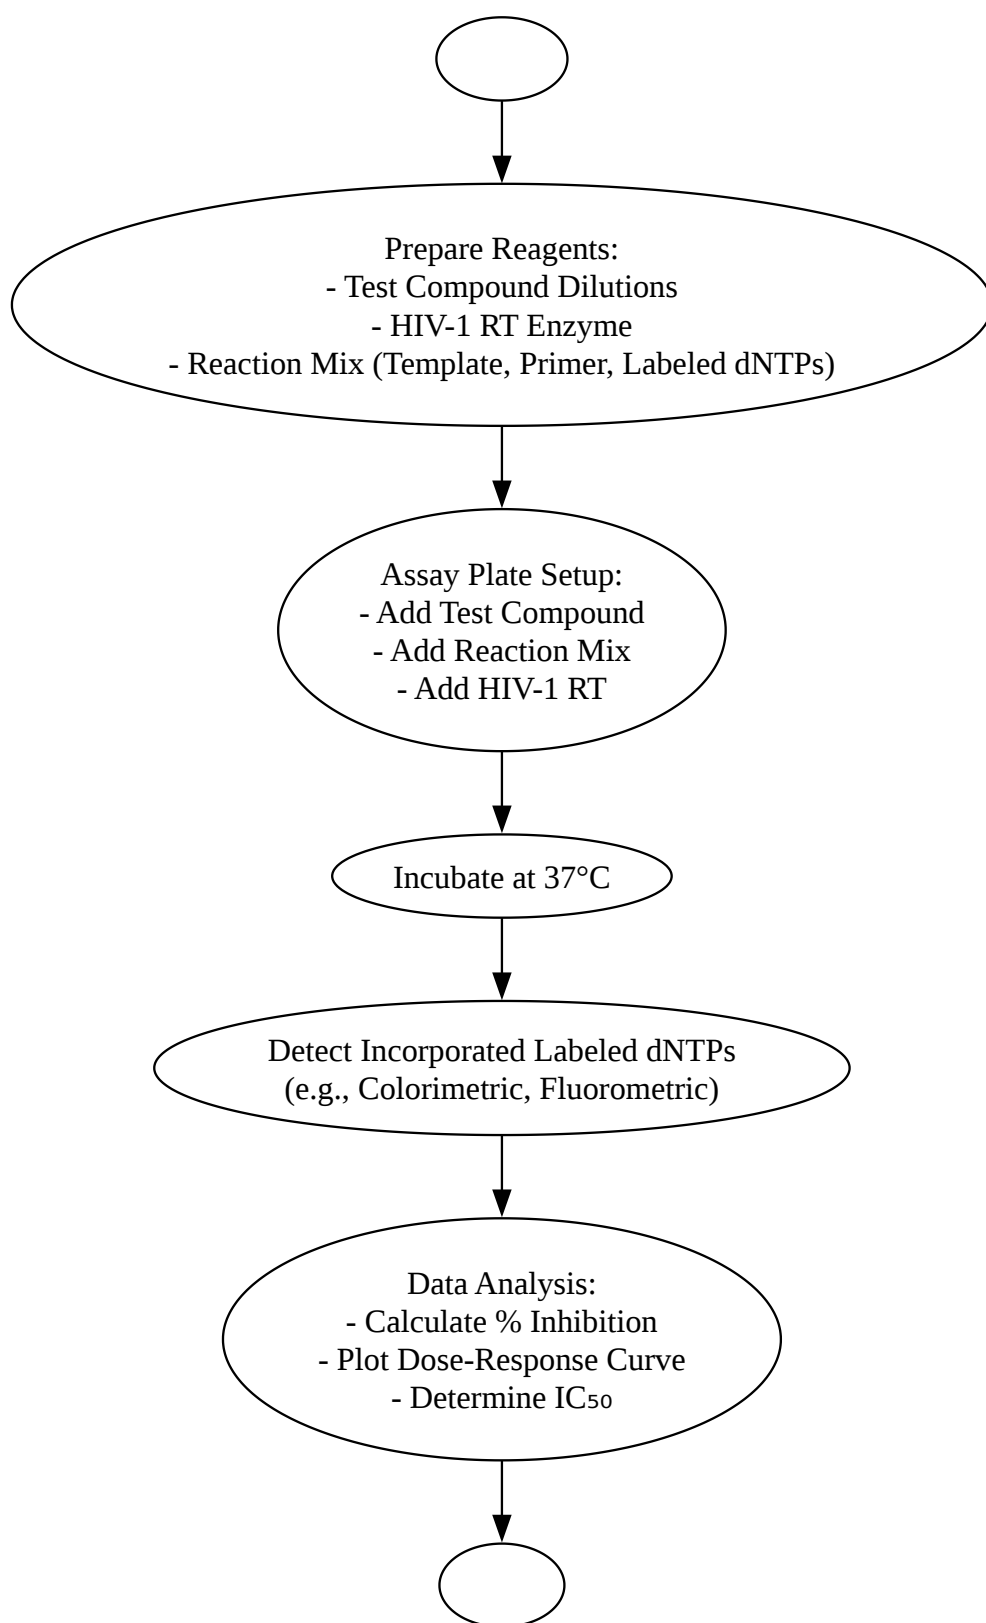 Prepare Reagents:
- Test Compound Dilutions
- HIV-1 RT Enzyme
- Reaction Mix (Template, Primer, Labeled dNTPs)
Assay Plate Setup:
- Add Test Compound
- Add Reaction Mix
- Add HIV-1 RT
Incubate at 37°C
Detect Incorporated Labeled dNTPs
(e.g., Colorimetric, Fluorometric)
Data Analysis:
- Calculate % Inhibition
- Plot Dose-Response Curve
- Determine IC₅₀